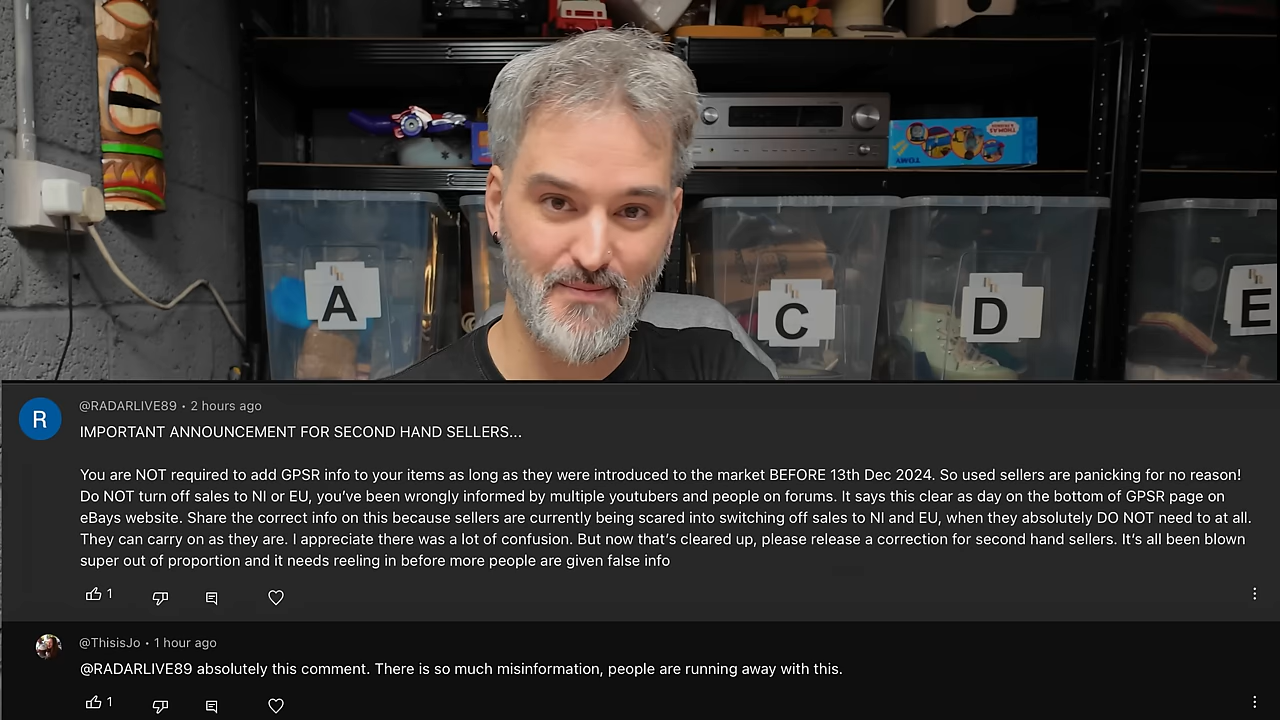 THOMAS
TOMY
A
C
D
E
R
@RADARLIVE89 • 2 hours ago
IMPORTANT ANNOUNCEMENT FOR SECOND HAND SELLERS...
You are NOT required to add GPSR info to your items as long as they were introduced to the market BEFORE 13th Dec 2024. So used sellers are panicking for no reason!
Do NOT turn off sales to NI or EU, you've been wrongly informed by multiple youtubers and people on forums. It says this clear as day on the bottom of GPSR page on
eBays website. Share the correct info on this because sellers are currently being scared into switching off sales to NI and EU, when they absolutely DO NOT need to at all.
They can carry on as they are. I appreciate there was a lot of confusion. But now that's cleared up, please release a correction for second hand sellers. It's all been blown
super out of proportion and it needs reeling in before more people are given false info
1
@ThisisJo • 1 hour ago
@RADARLIVE89 absolutely this comment. There is so much misinformation, people are running away with this.
1